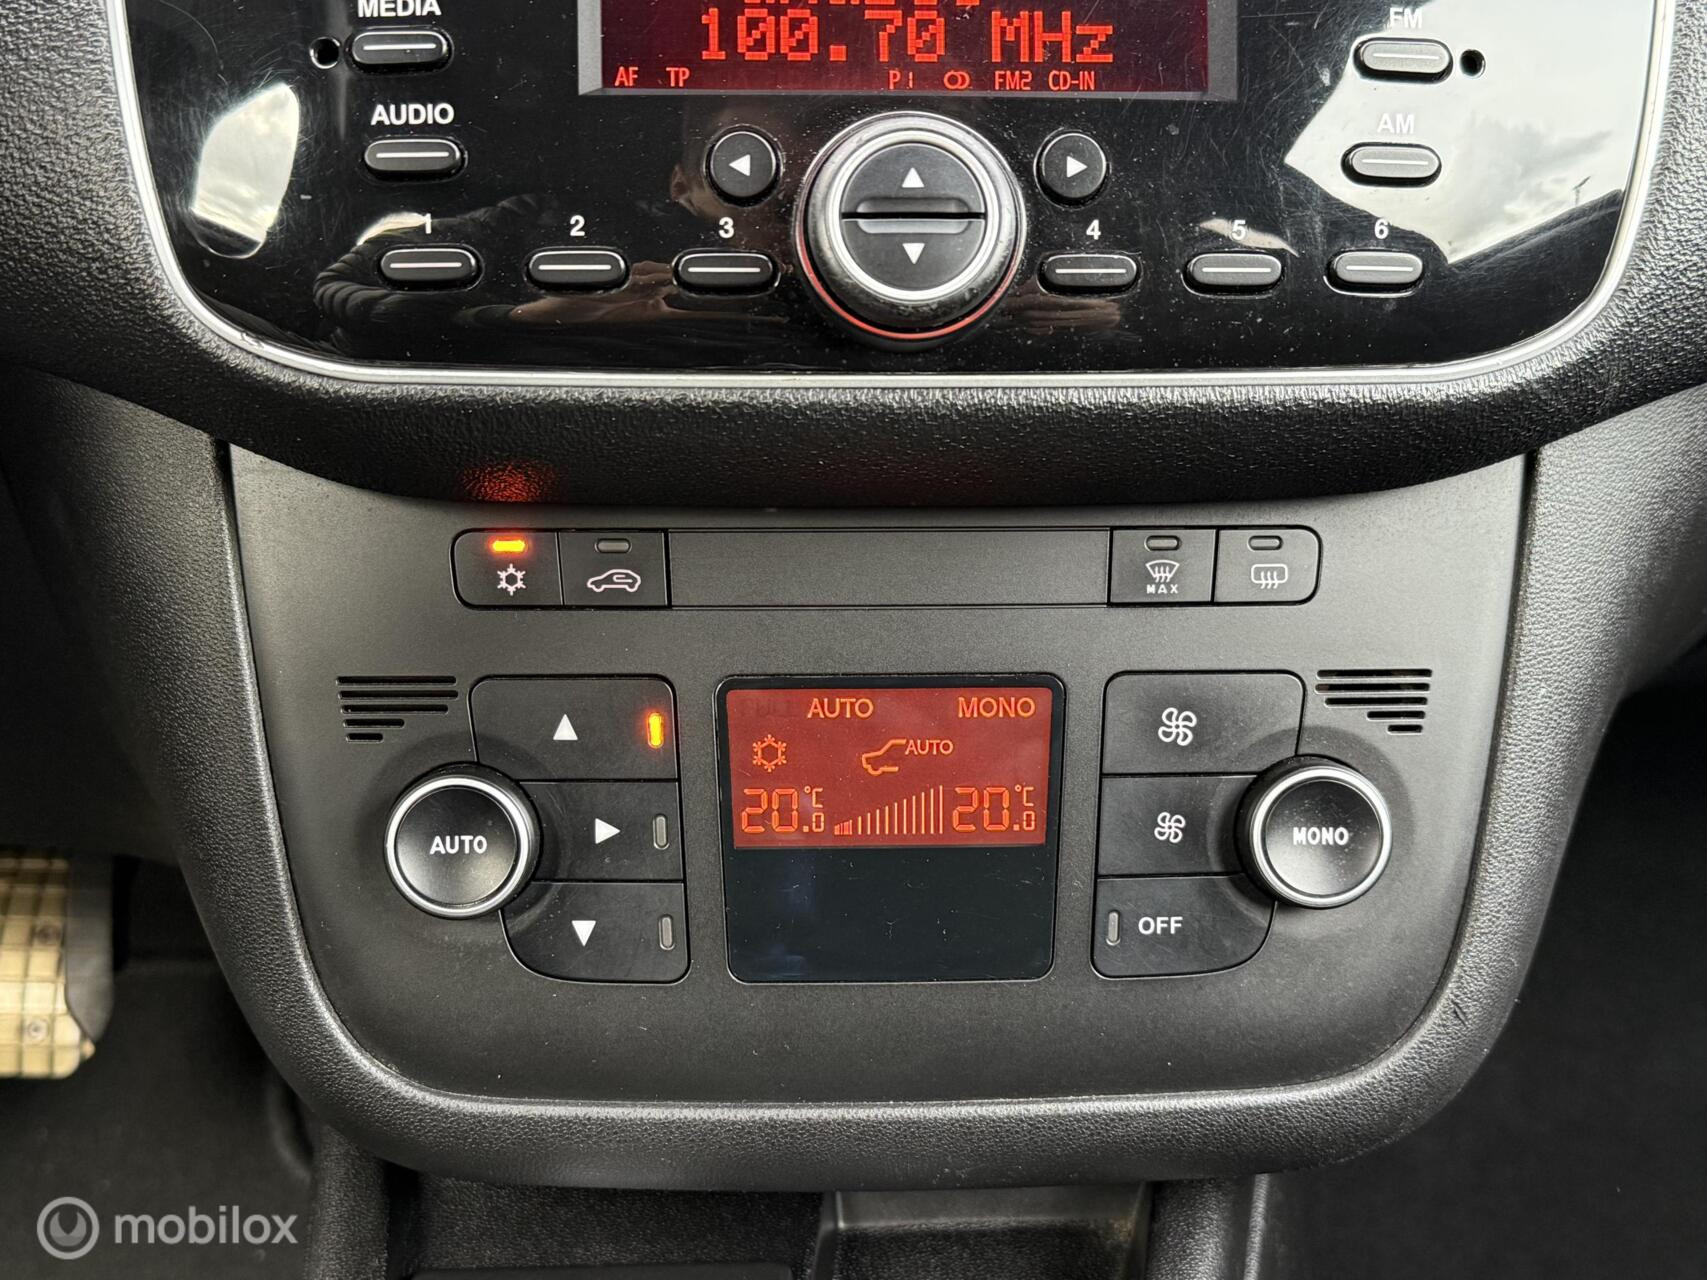 MEDIA
FM
100.70 MHz
AF TP P1 FM2 CD-IN
AUDIO
AM
1 2 3 4 5 6
MAX
AUTO MONO
AUTO
20.0°C 20.0°C
AUTO
MONO
OFF
mobilox